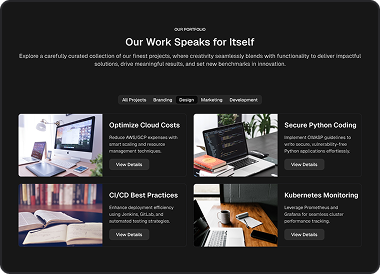 OUR PORTFOLIO
Our Work Speaks for Itself
Explore a carefully curated collection of our finest projects, where creativity seamlessly blends with functionality to deliver impactful
solutions, drive meaningful results, and set new benchmarks in innovation.
All Projects Branding Design Marketing Development
Optimize Cloud Costs
Reduce AWS/GCP expenses with
smart scaling and resource
management techniques.
View Details
Secure Python Coding
Implement OWASP guidelines to
write secure, vulnerability-free
Python applications effortlessly.
View Details
CI/CD Best Practices
Enhance deployment efficiency
using Jenkins, GitLab, and
automated testing strategies.
View Details
Kubernetes Monitoring
Leverage Prometheus and
Grafana for seamless cluster
performance tracking.
View Details